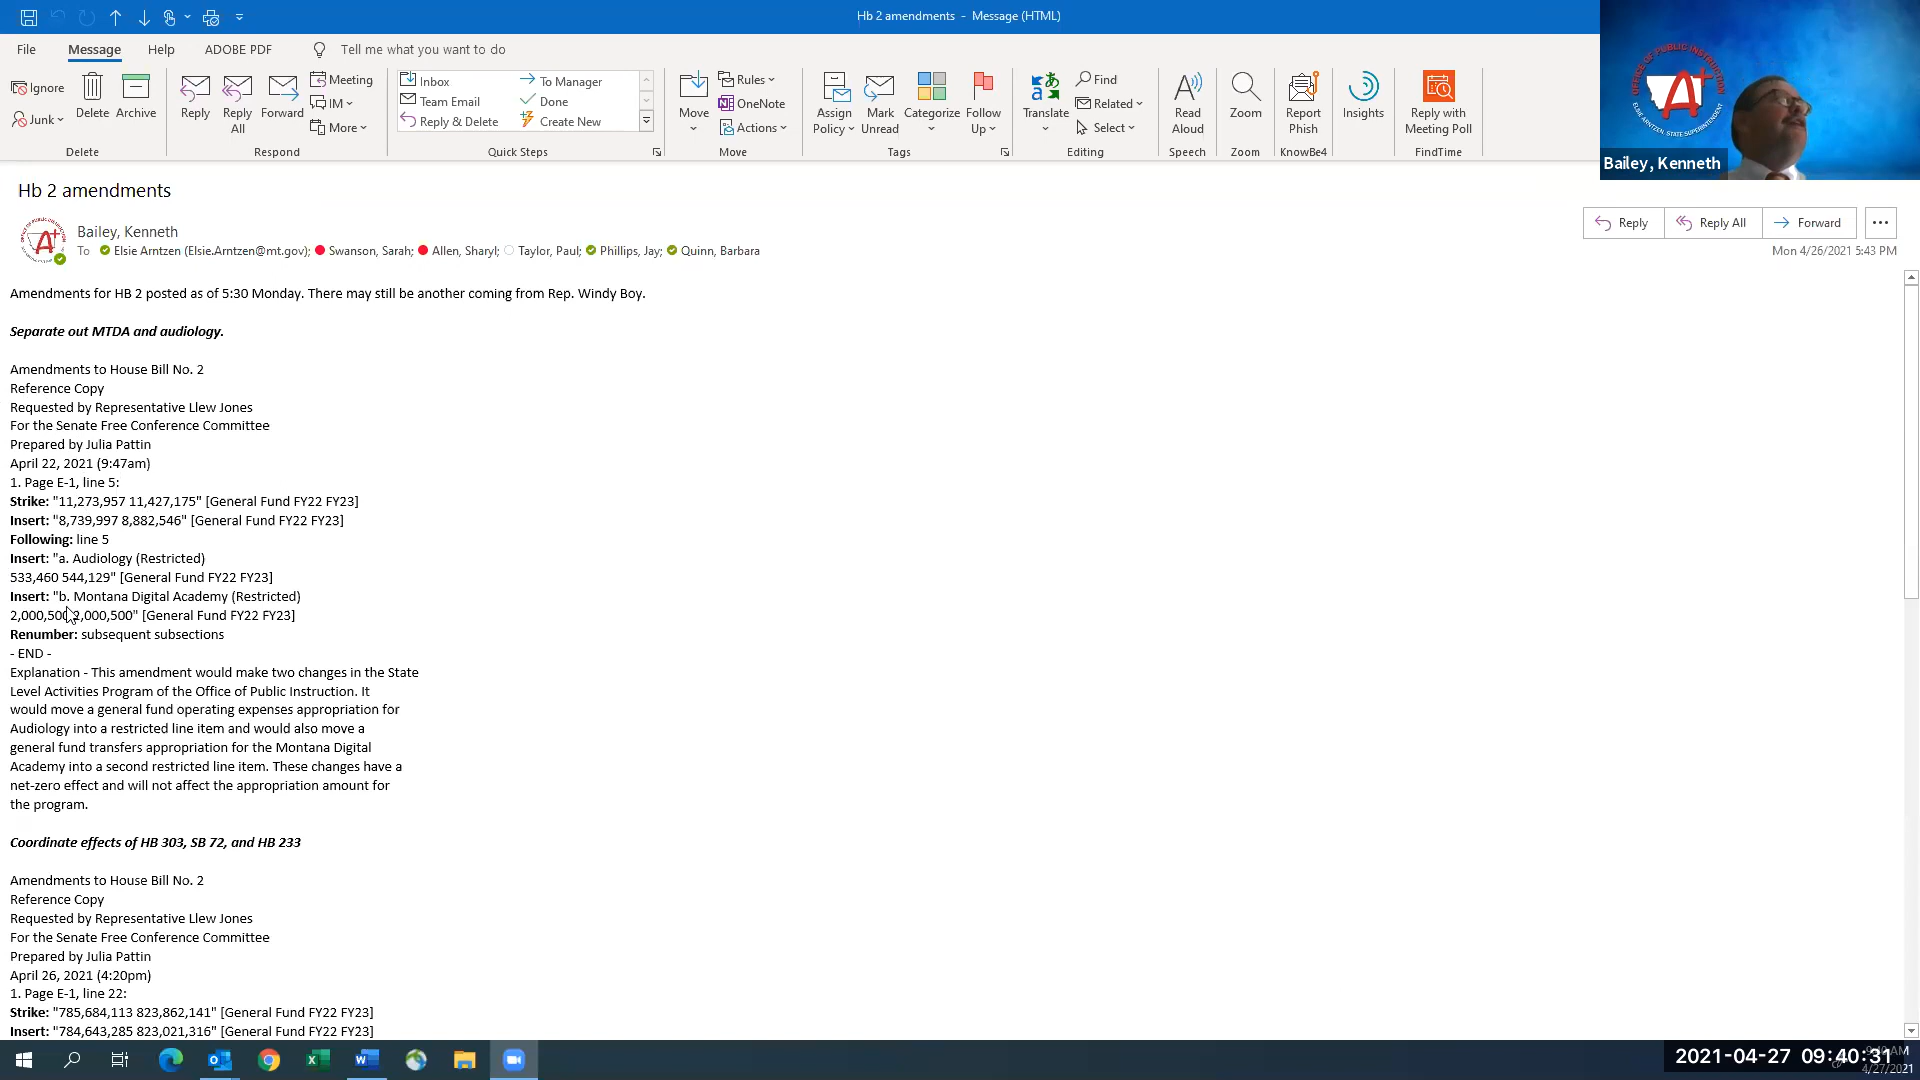 Hb 2 amendments - Message (HTML)
File Message Help ADOBE PDF Tell me what you want to do
Ignore
Junk
Delete
Archive
Delete
Reply
Reply All
Forward
Meeting
IM
More
Respond
Inbox
Team Email
Reply & Delete
To Manager
Done
Create New
Quick Steps
Move
Rules
OneNote
Actions
Move
Assign Policy
Mark Unread
Categorize
Follow Up
Tags
Translate
Find
Related
Select
Editing
Read Aloud
Speech
Zoom
Zoom
Report Phish
KnowBe4
Insights
Reply with Meeting Poll
FindTime
OFFICE OF PUBLIC INSTRUCTION
A+
ELSIE ARNTZEN, STATE SUPERINTENDENT
Bailey, Kenneth
Hb 2 amendments
Bailey, Kenneth
To Elsie Arntzen (Elsie.Arntzen@mt.gov); Swanson, Sarah; Allen, Sharyl; Taylor, Paul; Phillips, Jay; Quinn, Barbara
Reply Reply All Forward
Mon 4/26/2021 5:43 PM
Amendments for HB 2 posted as of 5:30 Monday. There may still be another coming from Rep. Windy Boy.
Separate out MTDA and audiology.
Amendments to House Bill No. 2
Reference Copy
Requested by Representative Llew Jones
For the Senate Free Conference Committee
Prepared by Julia Pattin
April 22, 2021 (9:47am)
1. Page E-1, line 5:
Strike: "11,273,957 11,427,175" [General Fund FY22 FY23]
Insert: "8,739,997 8,882,546" [General Fund FY22 FY23]
Following: line 5
Insert: "a. Audiology (Restricted)
533,460 544,129" [General Fund FY22 FY23]
Insert: "b. Montana Digital Academy (Restricted)
2,000,500 2,000,500" [General Fund FY22 FY23]
Renumber: subsequent subsections
- END -
Explanation - This amendment would make two changes in the State
Level Activities Program of the Office of Public Instruction. It
would move a general fund operating expenses appropriation for
Audiology into a restricted line item and would also move a
general fund transfers appropriation for the Montana Digital
Academy into a second restricted line item. These changes have a
net-zero effect and will not affect the appropriation amount for
the program.
Coordinate effects of HB 303, SB 72, and HB 233
Amendments to House Bill No. 2
Reference Copy
Requested by Representative Llew Jones
For the Senate Free Conference Committee
Prepared by Julia Pattin
April 26, 2021 (4:20pm)
1. Page E-1, line 22:
Strike: "785,684,113 823,862,141" [General Fund FY22 FY23]
Insert: "784,643,285 823,021,316" [General Fund FY22 FY23]
2021-04-27 09:40:31
4/27/2021